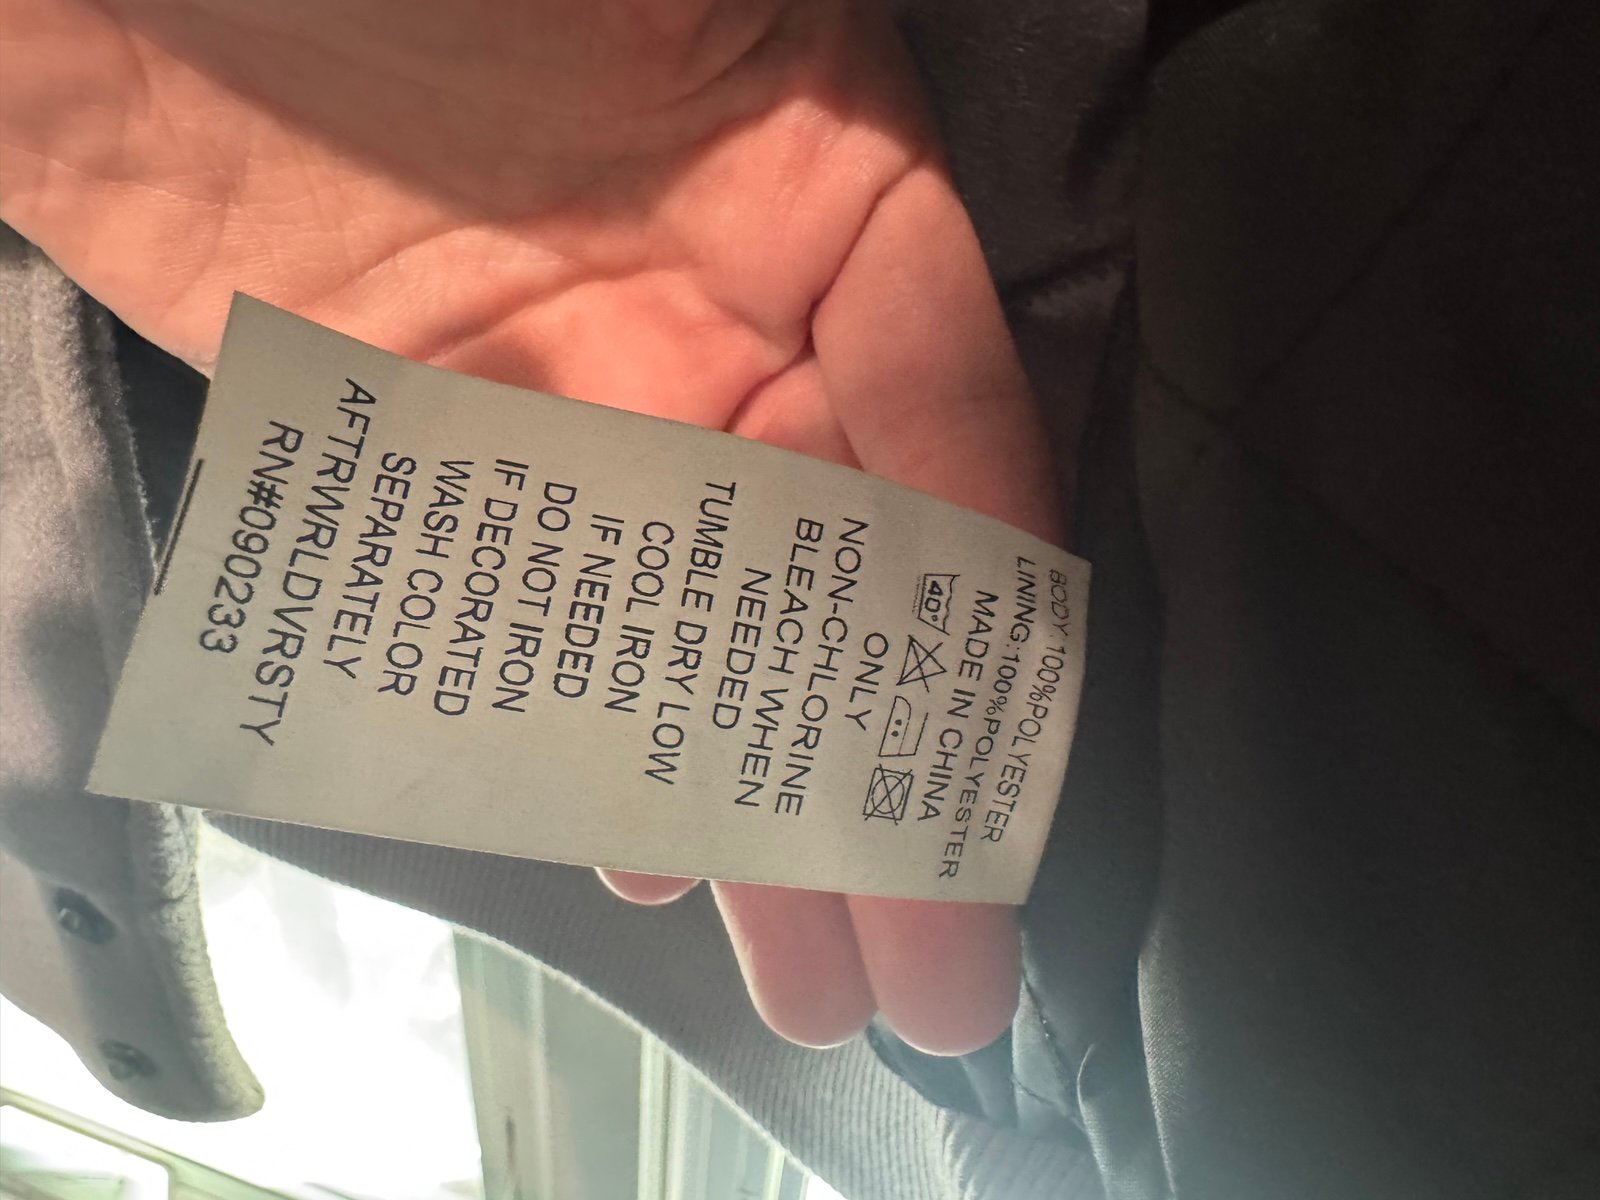 BODY:100%POLYESTER
LINING:100%POLYESTER
MADE IN CHINA
40
ONLY
NON-CHLORINE
BLEACH WHEN
NEEDED
TUMBLE DRY LOW
COOL IRON
IF NEEDED
DO NOT IRON
IF DECORATED
WASH COLOR
SEPARATELY
AFTRWRLDVRSTY
RN#090233